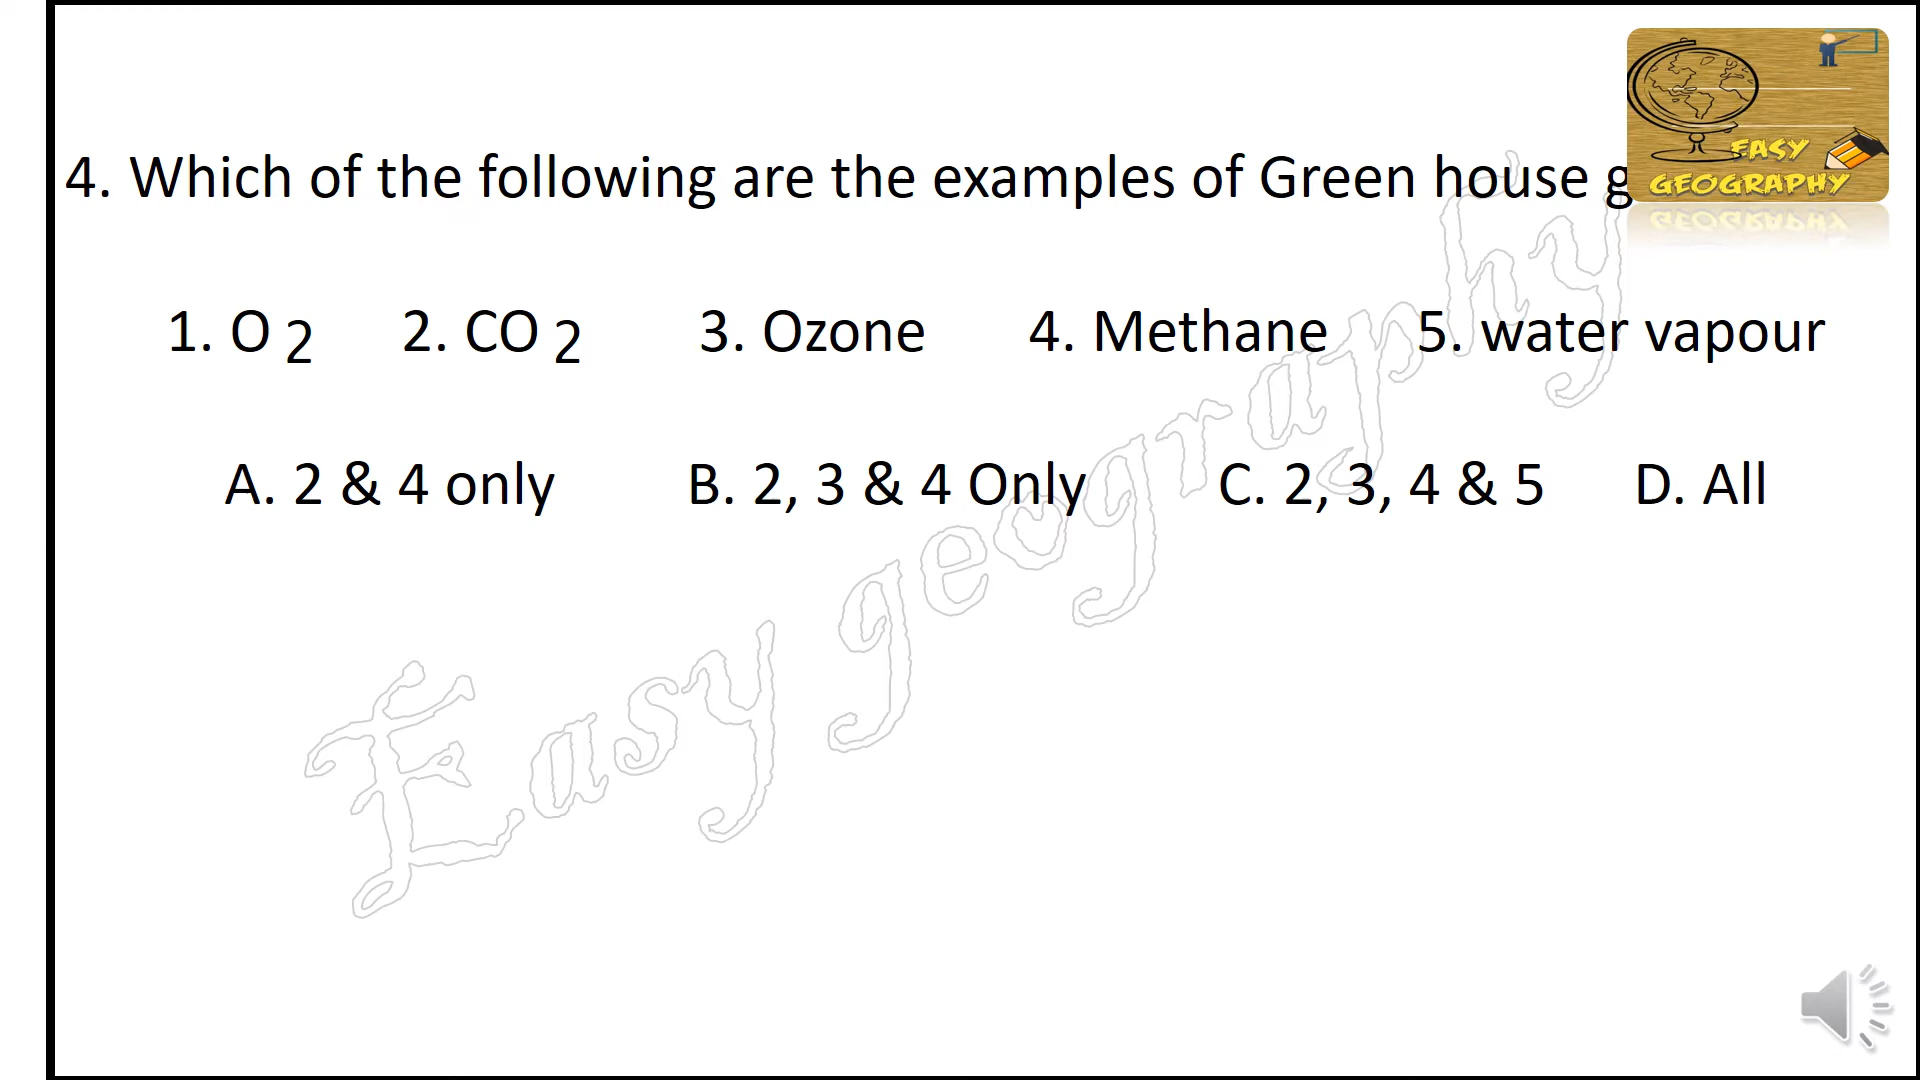 EASY
GEOGRAPHY
4. Which of the following are the examples of Green house
1. O 2 2. CO 2 3. Ozone 4. Methane 5. water vapour
A. 2 & 4 only B. 2, 3 & 4 Only C. 2, 3, 4 & 5 D. All
Easy geography